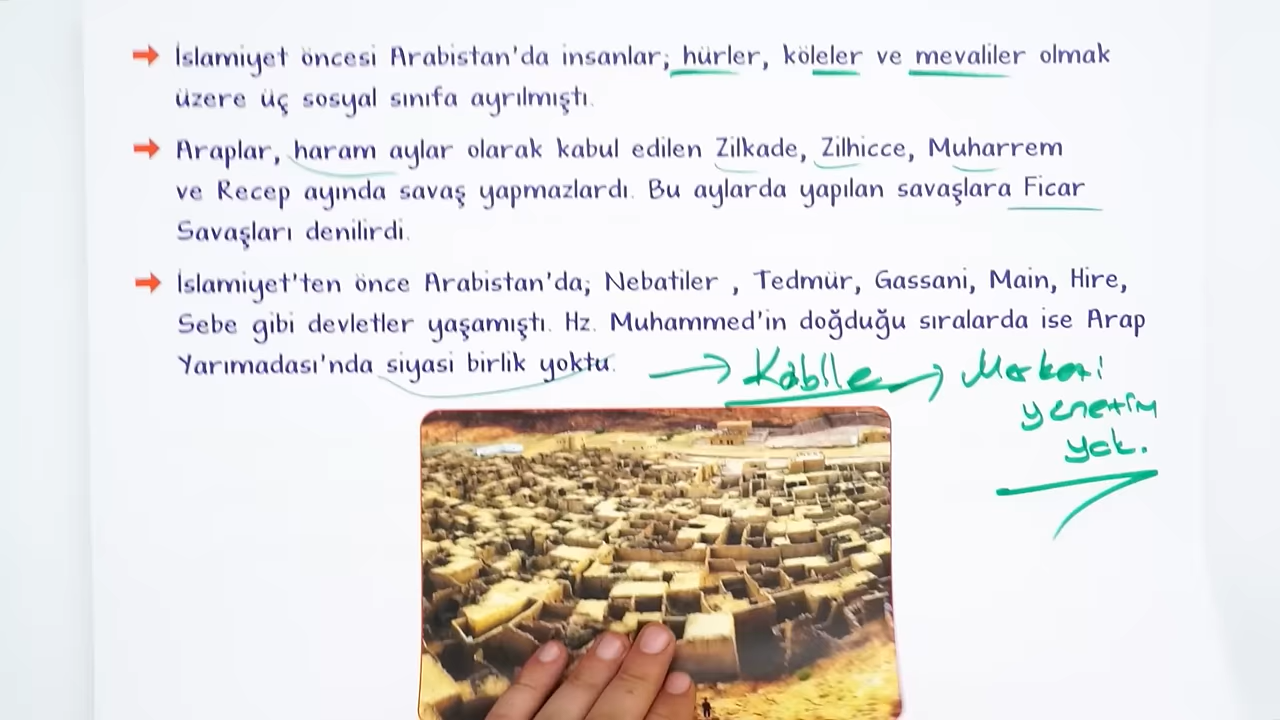 İslamiyet öncesi Arabistan'da insanlar; hürler, köleler ve mevaliler olmak
üzere üç sosyal sınıfa ayrılmıştı.
Araplar, haram aylar olarak kabul edilen Zilkade, Zilhicce, Muharrem
ve Recep ayında savaş yapmazlardı. Bu aylarda yapılan savaşlara Ficar
Savaşları denilirdi.
İslamiyet'ten önce Arabistan'da; Nebatiler , Tedmür, Gassani, Main, Hire,
Sebe gibi devletler yaşamıştı. Hz. Muhammed'in doğduğu sıralarda ise Arap
Yarımadası'nda siyasi birlik yoktu.
Kabile Merkezi
yönetim
yok.